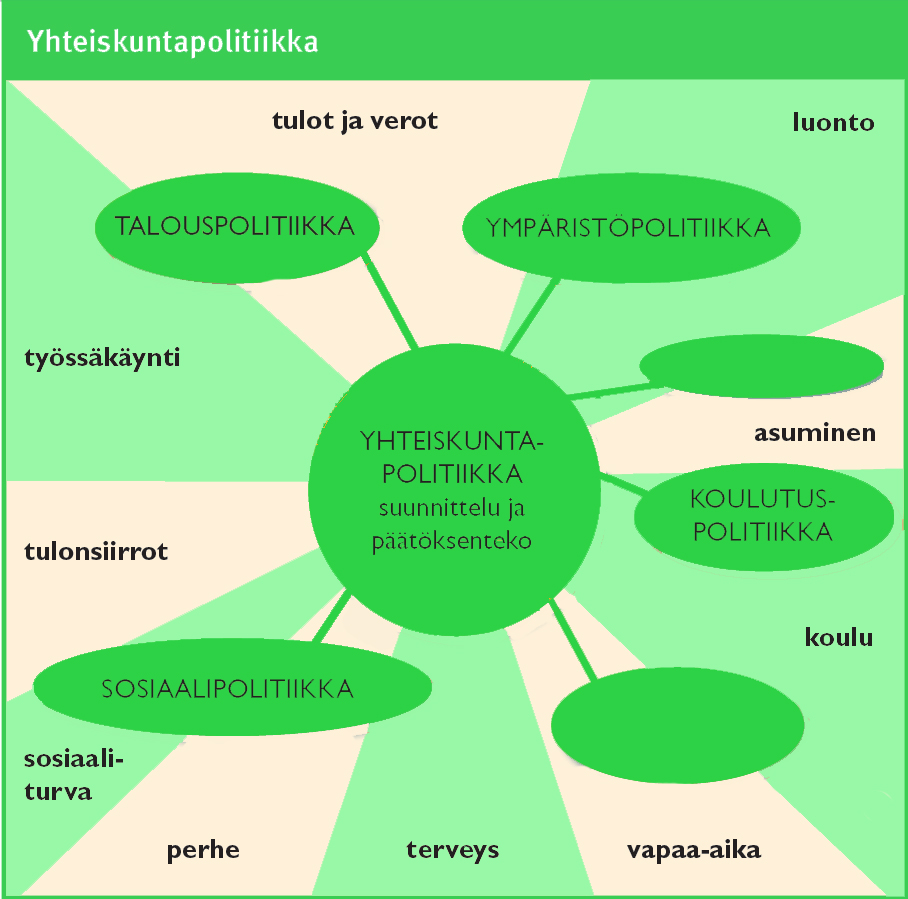 Yhteiskuntapolitiikka
tulot ja verot
luonto
TALOUSPOLITIIKKA
YMPÄRISTÖPOLITIIKKA
työssäkäynti
asuminen
YHTEISKUNTA-
POLITIIKKA
suunnittelu ja
päätöksenteko
KOULUTUS-
POLITIIKKA
tulonsiirrot
koulu
SOSIAALIPOLITIIKKA
sosiaali-
turva
perhe
terveys
vapaa-aika